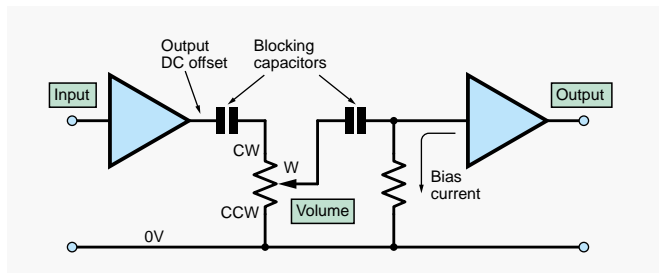 Output
DC offset
Blocking
capacitors
Input
Output
CW
W
CCW
Volume
Bias
current
0V